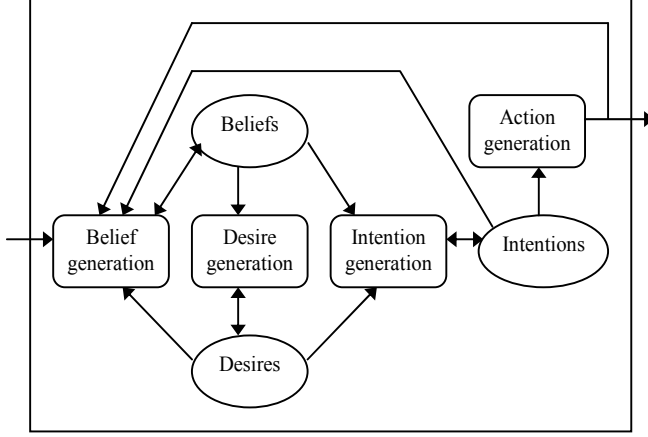 Action
generation
Beliefs
Belief
generation
Desire
generation
Intention
generation
Intentions
Desires